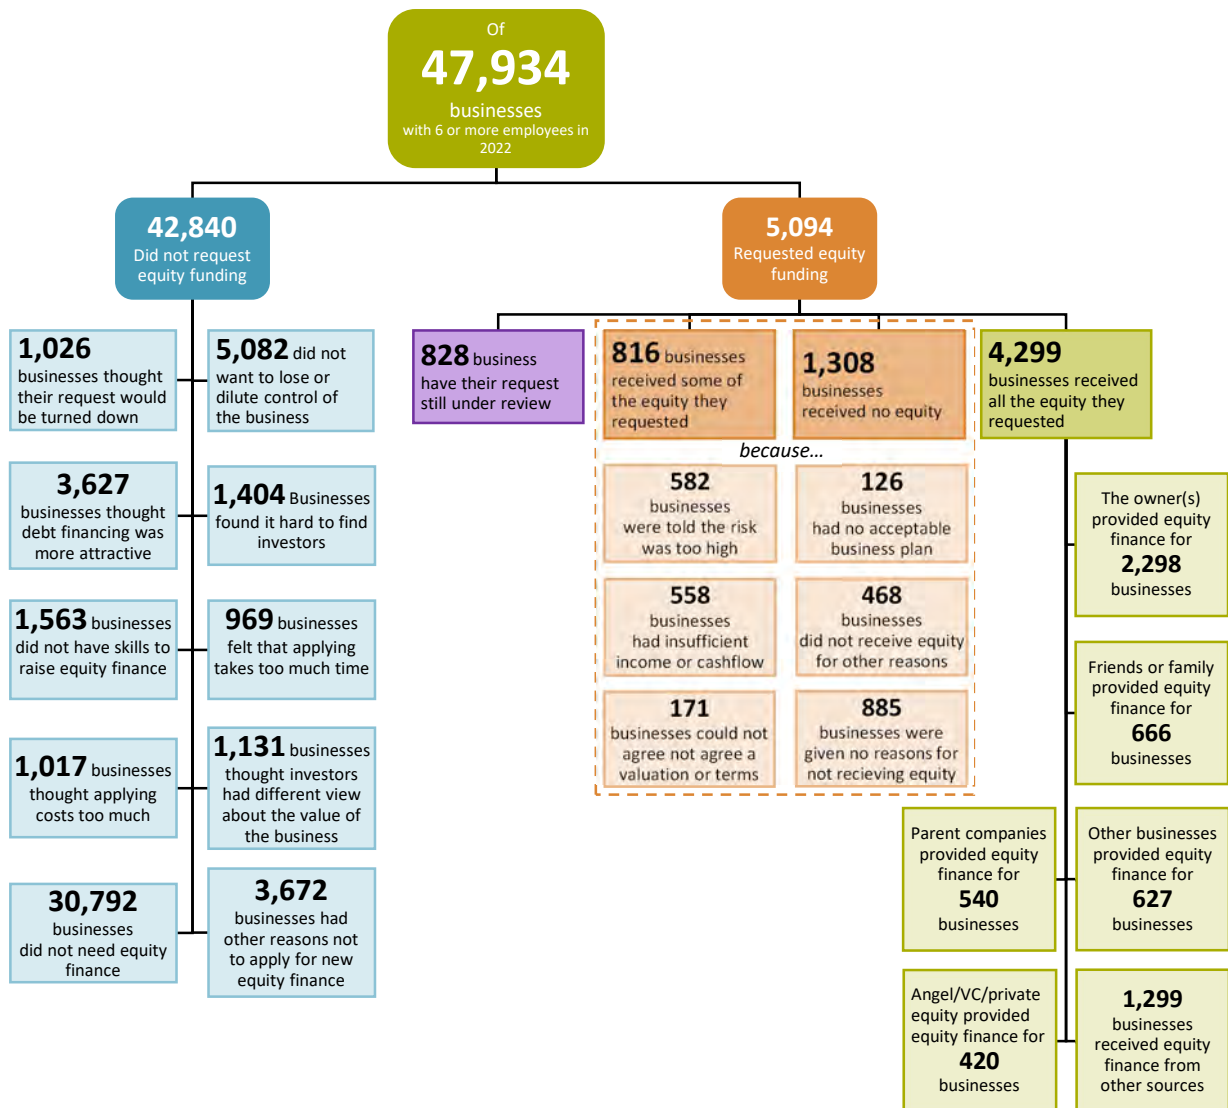 Of
47,934
businesses
with 6 or more employees in
2022
42,840
Did not request
equity funding
5,094
Requested equity
funding
1,026
businesses thought
their request would
be turned down
5,082 did not
want to lose or
dilute control of
the business
3,627
businesses thought
debt financing was
more attractive
1,404 Businesses
found it hard to find
investors
1,563 businesses
did not have skills to
raise equity finance
969 businesses
felt that applying
takes too much time
1,017 businesses
thought applying
costs too much
1,131 businesses
thought investors
had different view
about the value of
the business
30,792
businesses
did not need equity
finance
3,672
businesses had
other reasons not
to apply for new
equity finance
828 business
have their request
still under review
816 businesses
received some of
the equity they
requested
1,308
businesses
received no equity
4,299
businesses received
all the equity they
requested
because...
582
businesses
were told the risk
was too high
126
businesses
had no acceptable
business plan
558
businesses
had insufficient
income or cashflow
468
businesses
did not receive equity
for other reasons
171
businesses could not
agree not agree a
valuation or terms
885
businesses were
given no reasons for
not recieving equity
The owner(s)
provided equity
finance for
2,298
businesses
Friends or family
provided equity
finance for
666
businesses
Parent companies
provided equity
finance for
540
businesses
Other businesses
provided equity
finance for
627
businesses
Angel/VC/private
equity provided
equity finance for
420
businesses
1,299
businesses
received equity
finance from
other sources